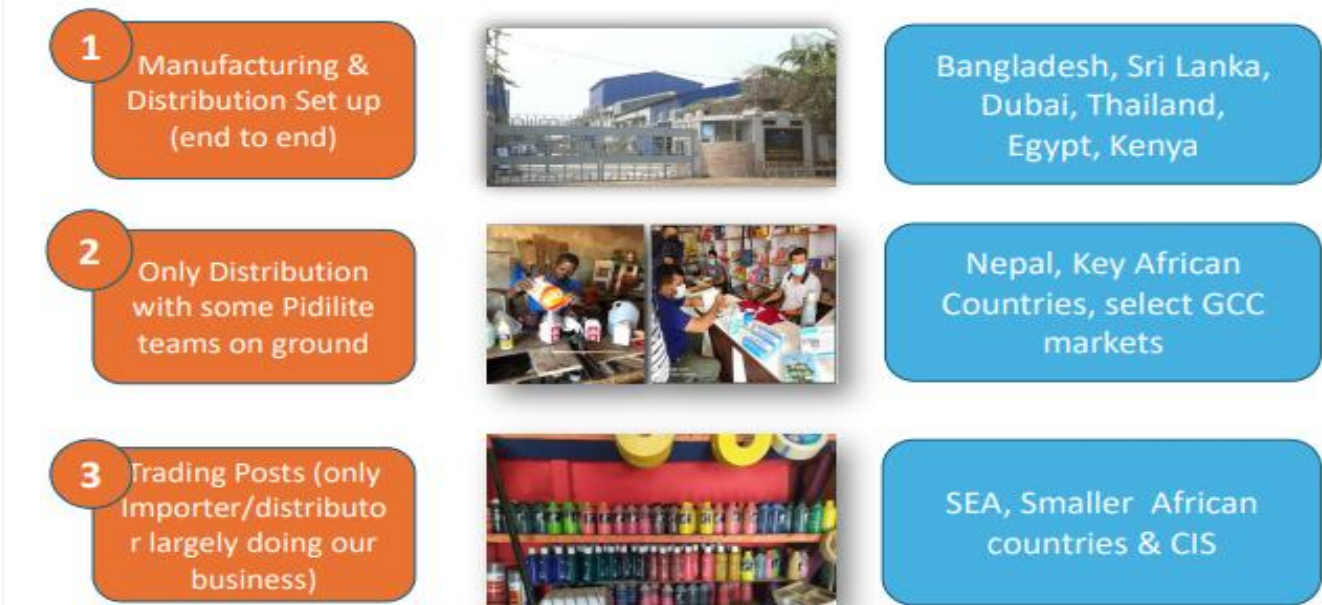 1
Manufacturing &
Distribution Set up
(end to end)
Bangladesh, Sri Lanka,
Dubai, Thailand,
Egypt, Kenya
2
Only Distribution
with some Pidilite
teams on ground
Nepal, Key African
Countries, select GCC
markets
3
Trading Posts (only
Importer/distributo
r largely doing our
business)
SEA, Smaller African
countries & CIS